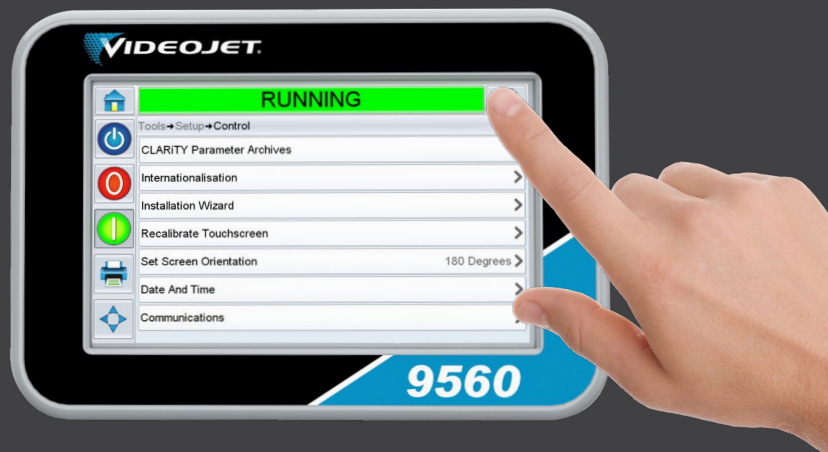 VIDEOJET.
RUNNING
Tools→Setup→Control
CLARiTY Parameter Archives
Internationalisation
Installation Wizard
Recalibrate Touchscreen
Set Screen Orientation 180 Degrees
Date And Time
Communications
9560